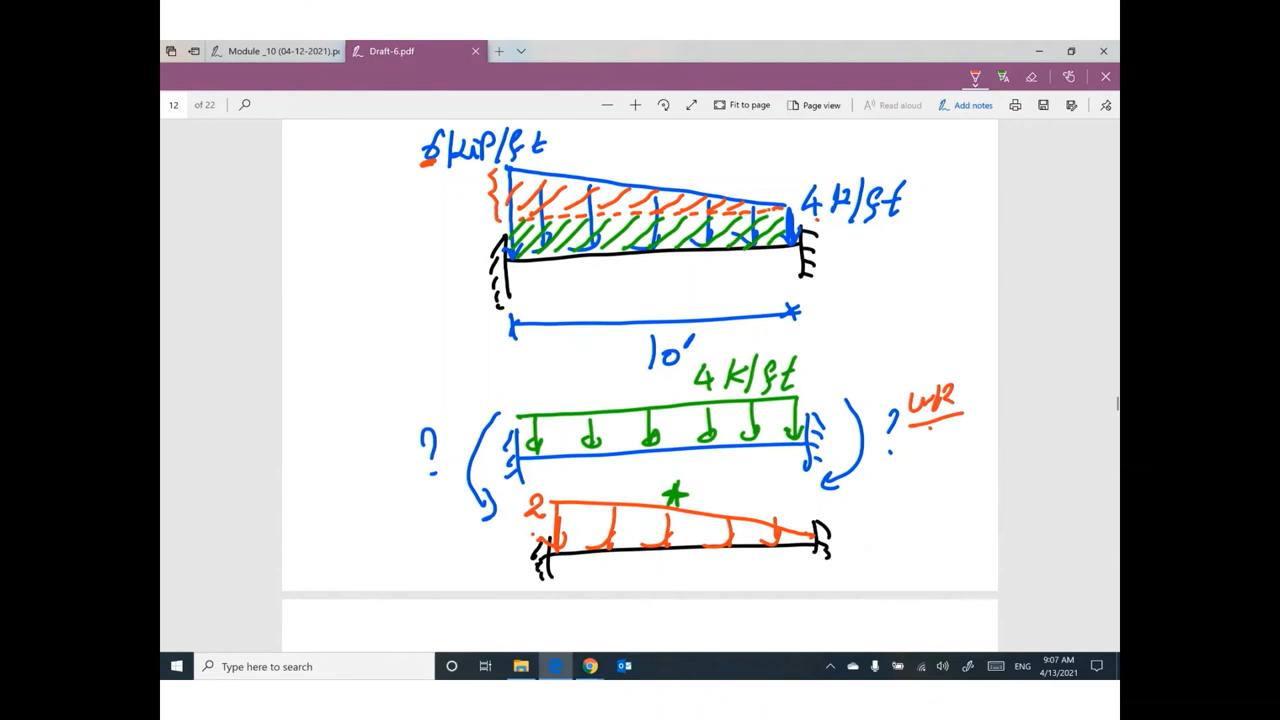 Module _10 (04-12-2021).pd
Draft-6.pdf
12 of 22
Fit to page
Page view
Read aloud
Add notes
6 KiP/ft
4 k/ft
10'
4 K/ft
?
?
2
Type here to search
ENG
9:07 AM
4/13/2021